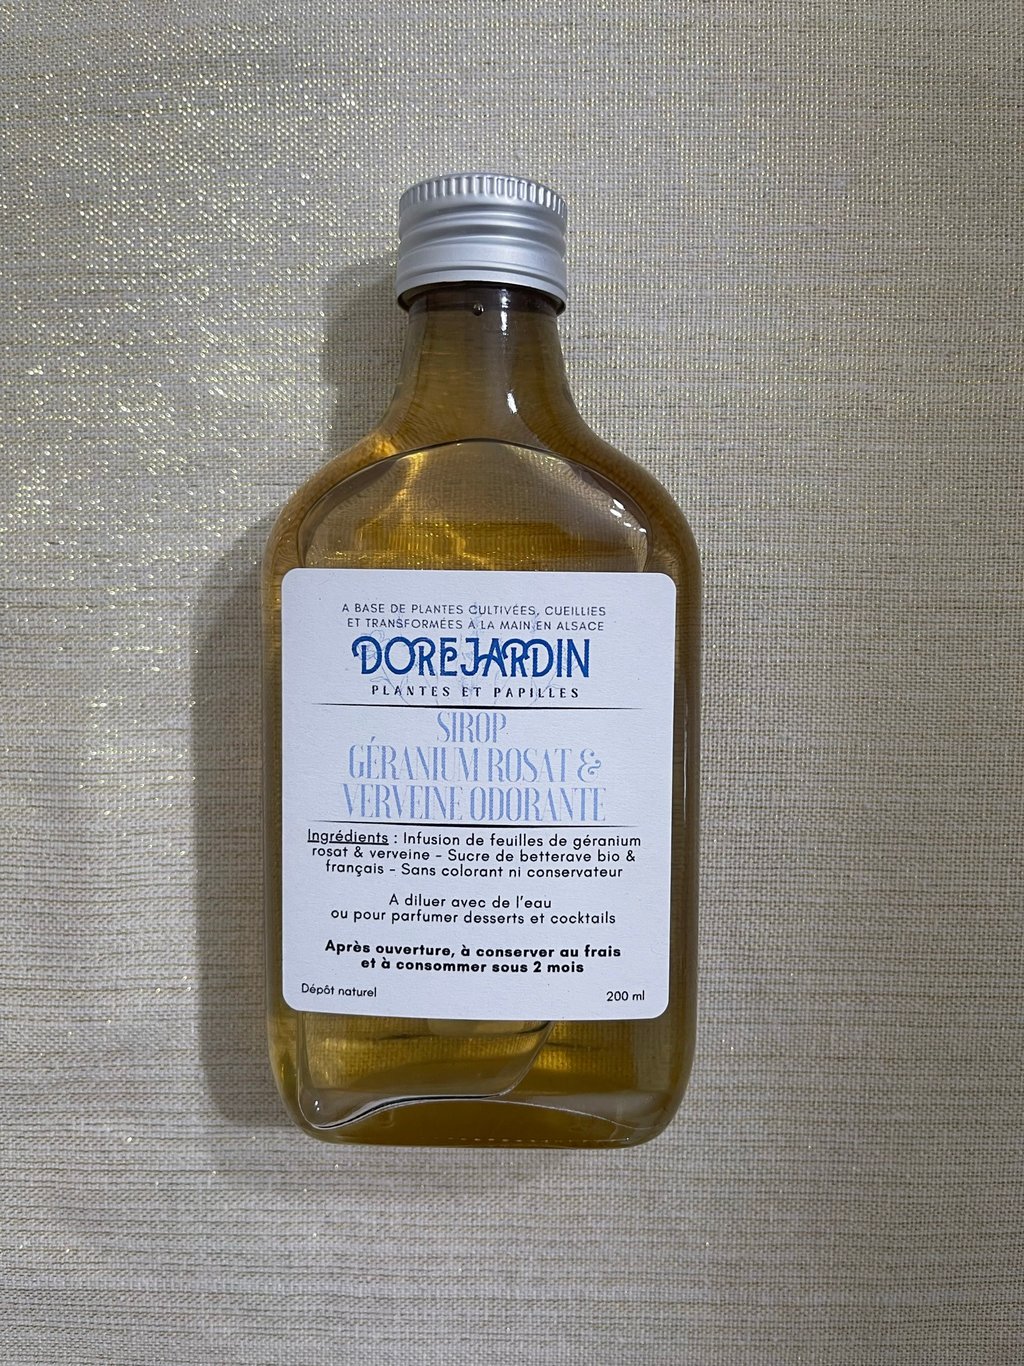 A BASE DE PLANTES CULTIVÉES, CUEILLIES
ET TRANSFORMÉES À LA MAIN EN ALSACE
DOREJARDIN
PLANTES ET PAPILLES
SIROP
GÉRANIUM ROSAT &
VERVEINE ODORANTE
Ingrédients : Infusion de feuilles de géranium
rosat & verveine - Sucre de betterave bio &
français - Sans colorant ni conservateur
A diluer avec de l'eau
ou pour parfumer desserts et cocktails
Après ouverture, à conserver au frais
et à consommer sous 2 mois
Dépôt naturel
200 ml